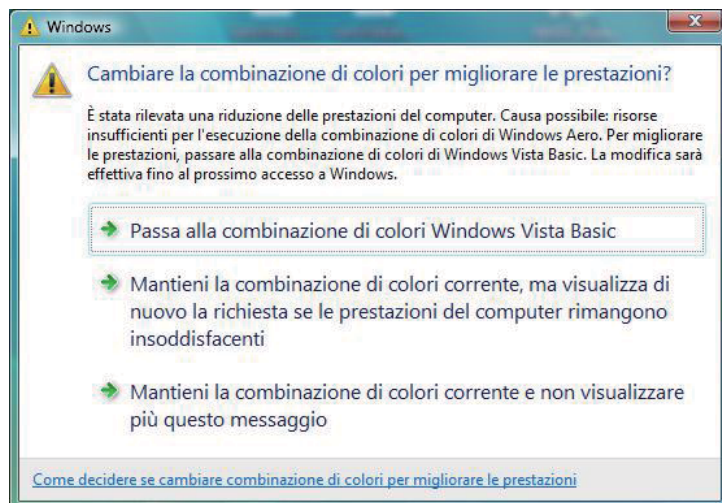 Windows
Cambiare la combinazione di colori per migliorare le prestazioni?
È stata rilevata una riduzione delle prestazioni del computer. Causa possibile: risorse
insufficienti per l'esecuzione della combinazione di colori di Windows Aero. Per migliorare
le prestazioni, passare alla combinazione di colori di Windows Vista Basic. La modifica sarà
effettiva fino al prossimo accesso a Windows.
Passa alla combinazione di colori Windows Vista Basic
Mantieni la combinazione di colori corrente, ma visualizza di
nuovo la richiesta se le prestazioni del computer rimangono
insoddisfacenti
Mantieni la combinazione di colori corrente e non visualizzare
più questo messaggio
Come decidere se cambiare combinazione di colori per migliorare le prestazioni